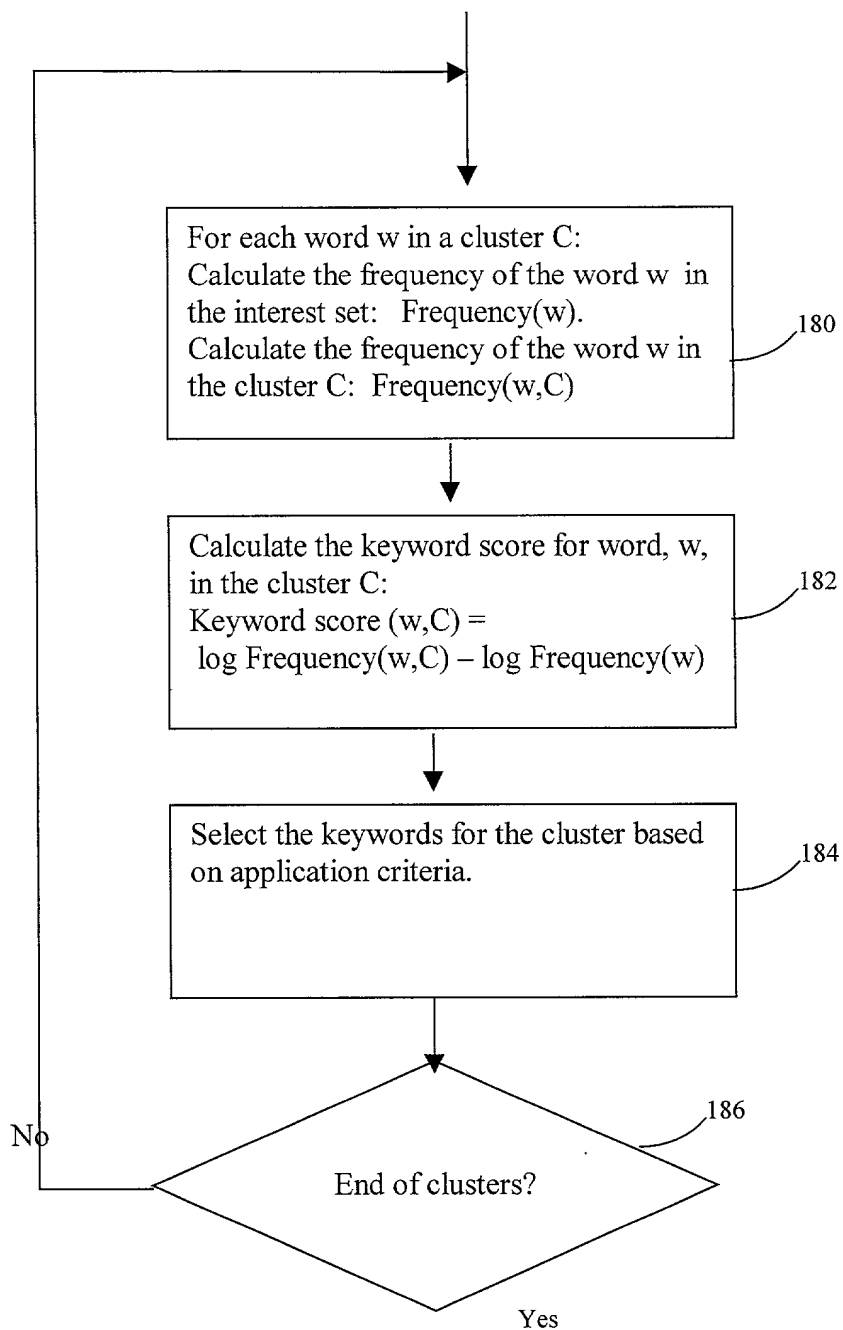 For each word w in a cluster C:
Calculate the frequency of the word w in
the interest set: Frequency(w).
Calculate the frequency of the word w in
the cluster C: Frequency(w,C)
180
Calculate the keyword score for word, w,
in the cluster C:
Keyword score (w,C) =
log Frequency(w,C) – log Frequency(w)
182
Select the keywords for the cluster based
on application criteria.
184
186
No
End of clusters?
Yes